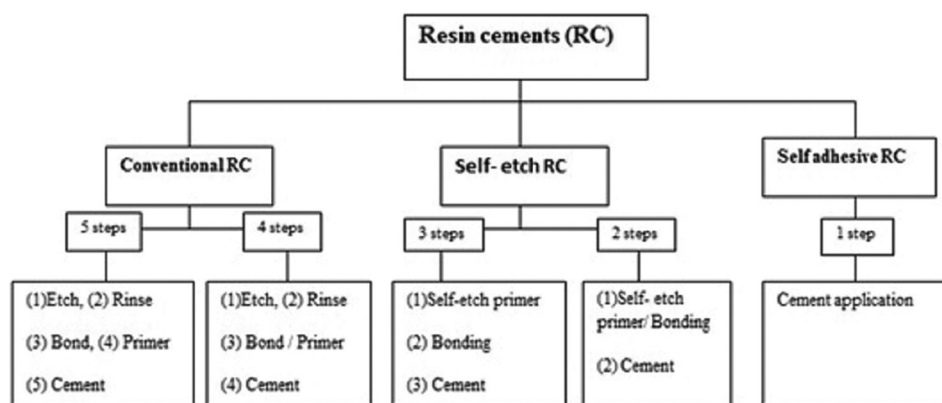 Resin cements (RC)
Conventional RC
Self- etch RC
Self adhesive RC
5 steps
4 steps
3 steps
2 steps
1 step
(1)Etch, (2) Rinse
(3) Bond, (4) Primer
(5) Cement
(1)Etch, (2) Rinse
(3) Bond / Primer
(4) Cement
(1)Self-etch primer
(2) Bonding
(3) Cement
(1)Self- etch
primer/ Bonding
(2) Cement
Cement application